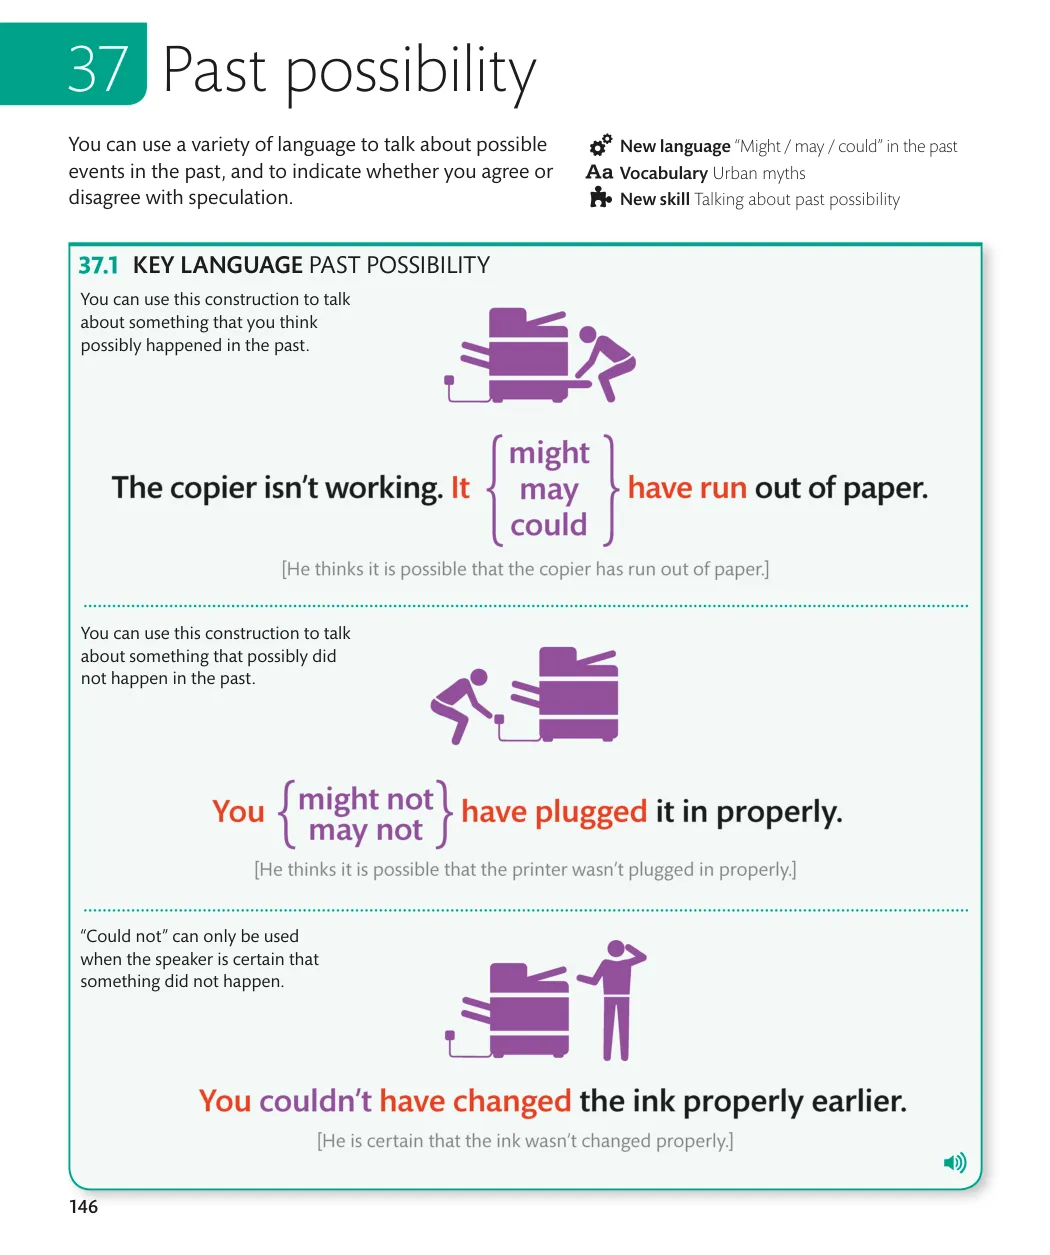 37 Past possibility
You can use a variety of language to talk about possible
events in the past, and to indicate whether you agree or
disagree with speculation.
New language “Might / may / could” in the past
Aa Vocabulary Urban myths
New skill Talking about past possibility
37.1 KEY LANGUAGE PAST POSSIBILITY
You can use this construction to talk
about something that you think
possibly happened in the past.
might
The copier isn’t working. It { may } have run out of paper.
could
[He thinks it is possible that the copier has run out of paper.]
You can use this construction to talk
about something that possibly did
not happen in the past.
might not
You { } have plugged it in properly.
may not
[He thinks it is possible that the printer wasn’t plugged in properly.]
“Could not” can only be used
when the speaker is certain that
something did not happen.
You couldn’t have changed the ink properly earlier.
[He is certain that the ink wasn’t changed properly.]
146